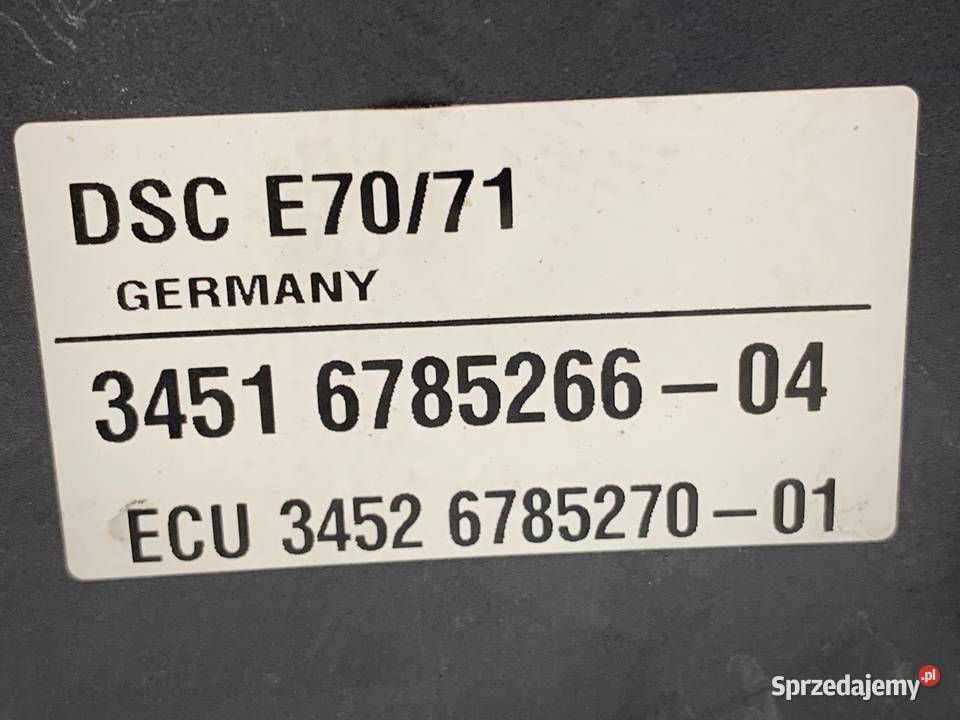 DSC E70/71
GERMANY
3451 6785266-04
ECU 3452 6785270-01
Sprzedajemy.pl